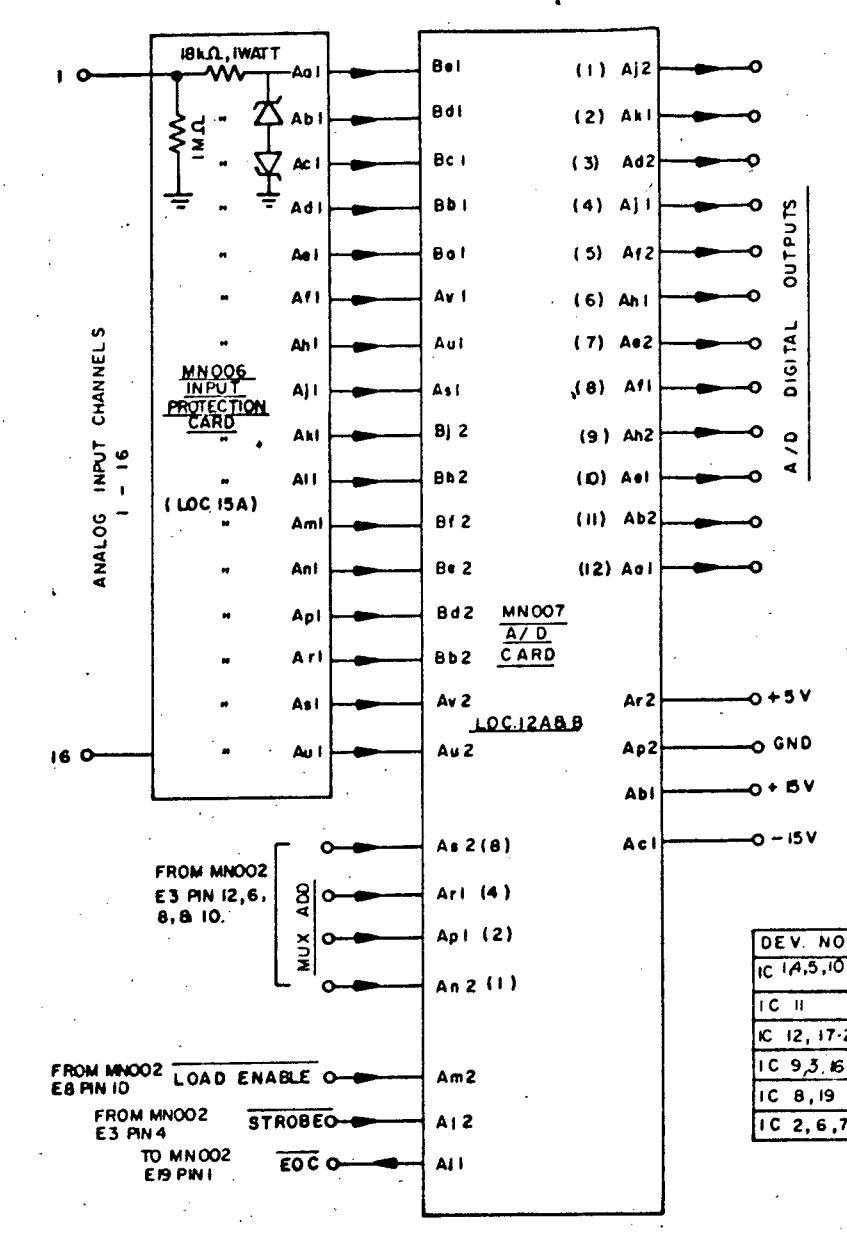 18kΩ, 1WATT
1
1MΩ
Aa1
Ab1
Ac1
Ad1
Ae1
Af1
Ah1
Aj1
Ak1
Al1
Am1
An1
Ap1
Ar1
As1
Au1
"
"
"
"
"
"
"
"
"
"
"
"
"
"
MN006
INPUT
PROTECTION
CARD
(LOC 15A)
ANALOG INPUT CHANNELS
1 - 16
16
Be1
Bd1
Bc1
Bb1
Ba1
Av1
Au1
As1
Bj2
Bh2
Bf2
Be2
Bd2
Bb2
Av2
Au2
MN007
A/D
CARD
LOC.12A&B
(1) Aj2
(2) Ak1
(3) Ad2
(4) Aj1
(5) Af2
(6) Ah1
(7) Ae2
(8) Af1
(9) Ah2
(10) Ae1
(11) Ab2
(12) Aa1
A/D DIGITAL OUTPUTS
Ar2 +5V
Ap2 GND
Ab1 +15V
Ac1 -15V
FROM MN002
E3 PIN 12,6,
8,& 10.
MUX ADD
As2(8)
Ar1 (4)
Ap1 (2)
An2 (1)
FROM MN002
E8 PIN 10
LOAD ENABLE
Am2
FROM MN002
E3 PIN 4
STROBE
Al2
TO MN002
E19 PIN 1
EOC
Al1
DEV. NO
IC 1,4,5,10
IC 11
IC 12, 17-2
IC 9,3,16
IC 8,19
IC 2,6,7